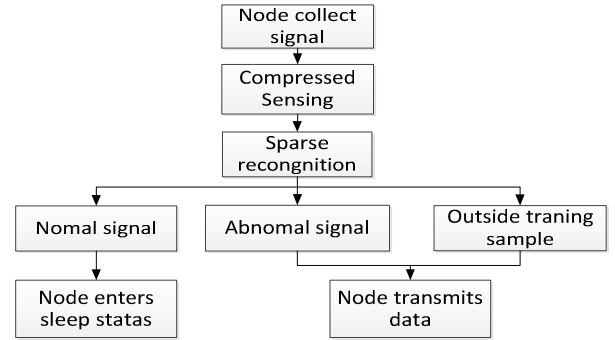 Node collect
signal
Compressed
Sensing
Sparse
recongnition
Nomal signal
Abnomal signal
Outside traning
sample
Node enters
sleep statas
Node transmits
data